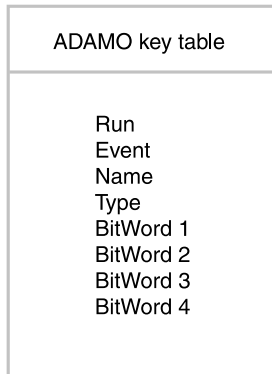 ADAMO key table
Run
Event
Name
Type
BitWord 1
BitWord 2
BitWord 3
BitWord 4